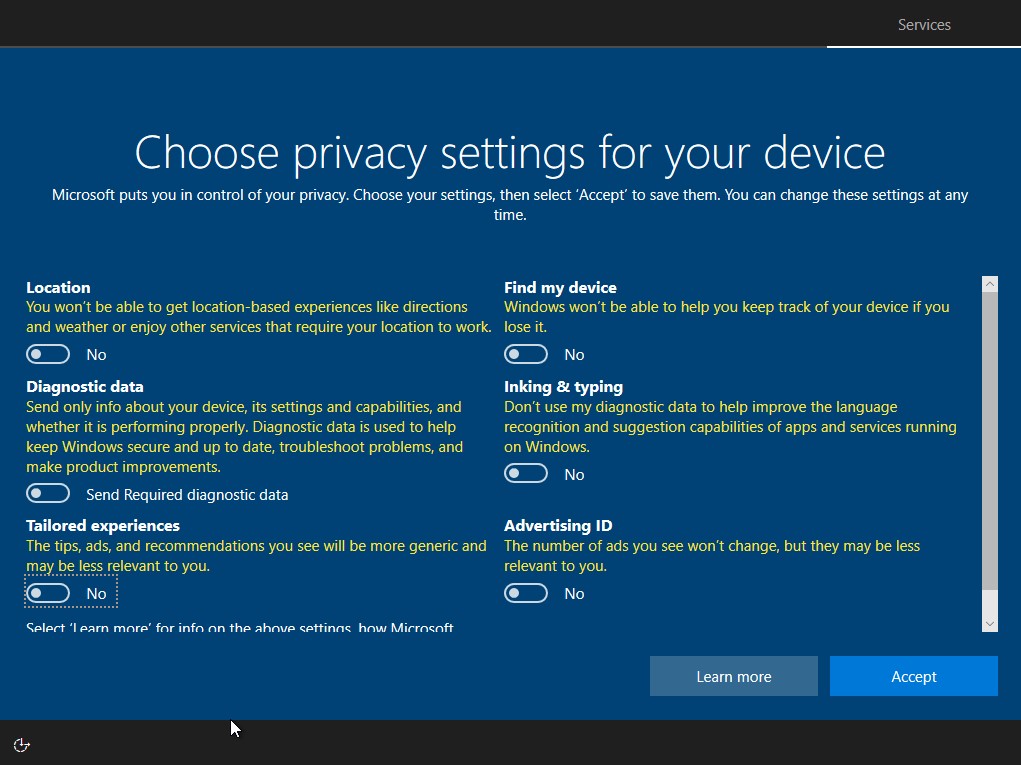 Services
Choose privacy settings for your device
Microsoft puts you in control of your privacy. Choose your settings, then select ‘Accept’ to save them. You can change these settings at any
time.
Location
You won’t be able to get location-based experiences like directions
and weather or enjoy other services that require your location to work.
No
Find my device
Windows won’t be able to help you keep track of your device if you
lose it.
No
Diagnostic data
Send only info about your device, its settings and capabilities, and
whether it is performing properly. Diagnostic data is used to help
keep Windows secure and up to date, troubleshoot problems, and
make product improvements.
Send Required diagnostic data
Inking & typing
Don’t use my diagnostic data to help improve the language
recognition and suggestion capabilities of apps and services running
on Windows.
No
Tailored experiences
The tips, ads, and recommendations you see will be more generic and
may be less relevant to you.
No
Advertising ID
The number of ads you see won’t change, but they may be less
relevant to you.
No
Select ‘Learn more’ for info on the above settings, how Microsoft
Learn more
Accept